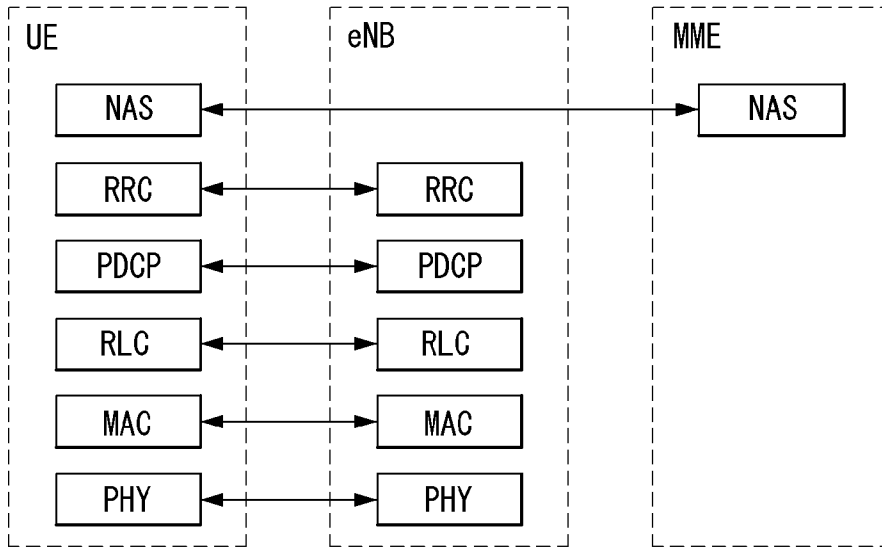 UE eNB MME
NAS NAS
RRC RRC
PDCP PDCP
RLC RLC
MAC MAC
PHY PHY